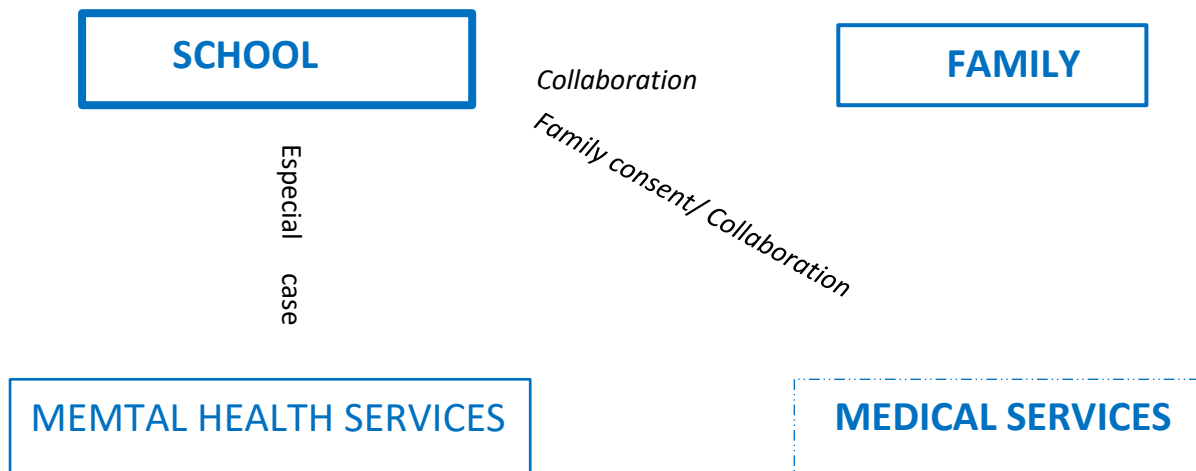 SCHOOL
FAMILY
Collaboration
Family consent/ Collaboration
Especial case
MEMTAL HEALTH SERVICES
MEDICAL SERVICES